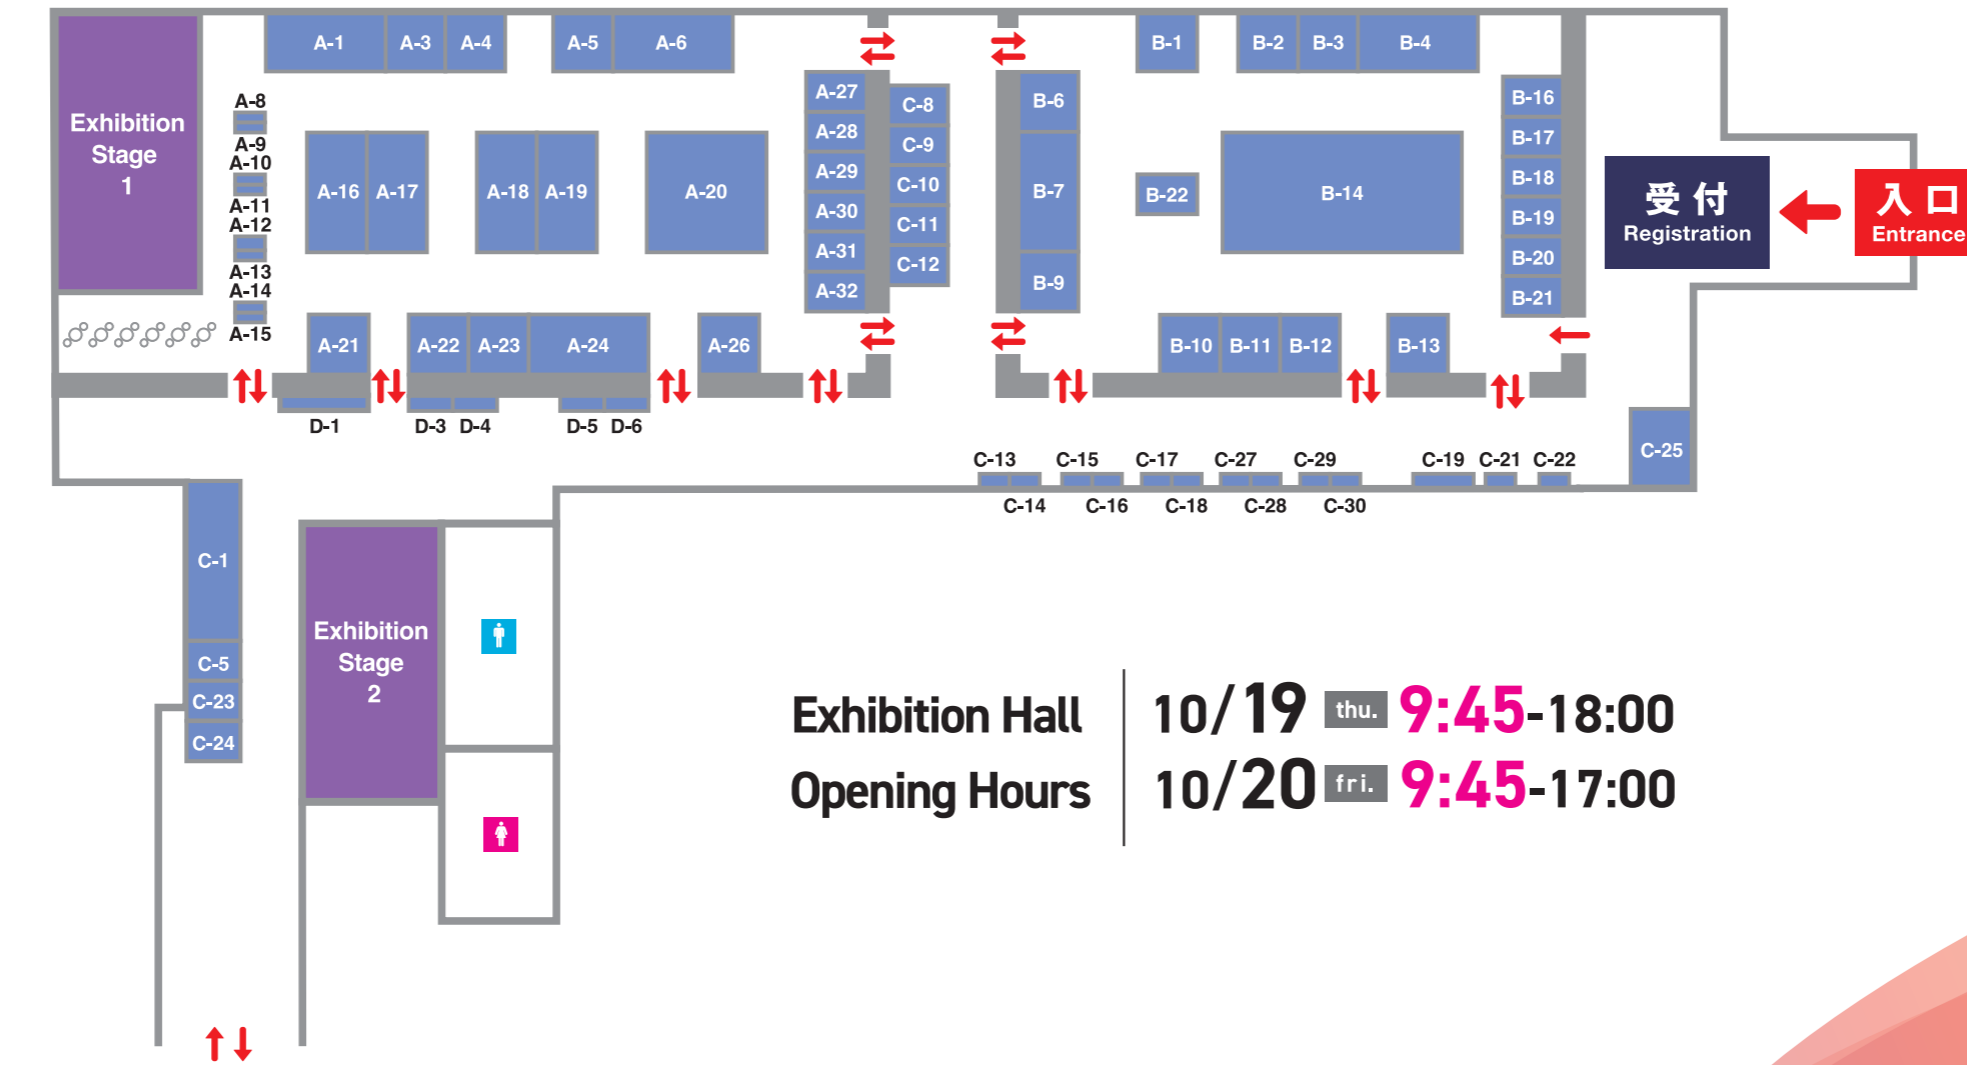 Exhibition
Stage
1
A-1
A-3
A-4
A-5
A-6
A-8
A-9
A-10
A-11
A-12
A-13
A-14
A-15
A-16
A-17
A-18
A-19
A-20
A-21
A-22
A-23
A-24
A-26
A-27
A-28
A-29
A-30
A-31
A-32
C-8
C-9
C-10
C-11
C-12
B-1
B-2
B-3
B-4
B-6
B-7
B-9
B-22
B-14
B-10
B-11
B-12
B-13
B-16
B-17
B-18
B-19
B-20
B-21
受付
Registration
入口
Entrance
D-1
D-3
D-4
D-5
D-6
C-13
C-14
C-15
C-16
C-17
C-18
C-27
C-28
C-29
C-30
C-19
C-21
C-22
C-25
C-1
C-5
C-23
C-24
Exhibition
Stage
2
Exhibition Hall
Opening Hours
10/19 thu. 9:45-18:00
10/20 fri. 9:45-17:00